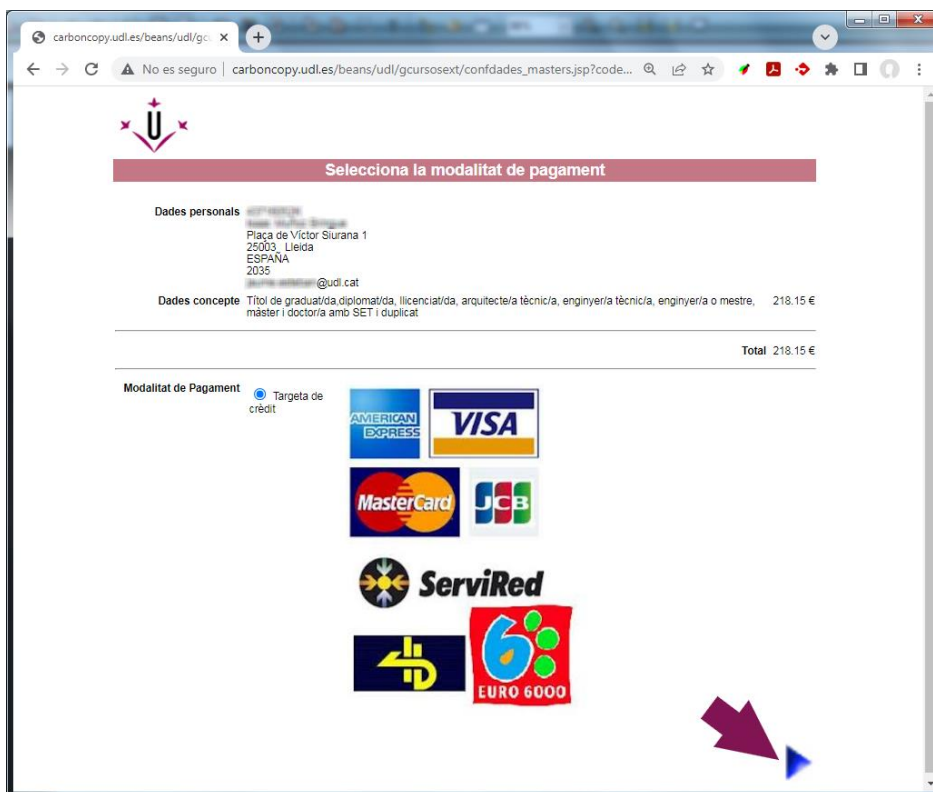 carboncopy.udl.es/beans/udl/gc
No es seguro | carboncopy.udl.es/beans/udl/gcursosext/confdades_masters.jsp?code...
U
Selecciona la modalitat de pagament
Dades personals
Plaça de Víctor Siurana 1
25003_ Lleida
ESPAÑA
2035
@udl.cat
Dades concepte Títol de graduat/da,diplomat/da, llicenciat/da, arquitecte/a tècnic/a, enginyer/a tècnic/a, enginyer/a o mestre, 218.15 €
màster i doctor/a amb SET i duplicat
Total 218.15 €
Modalitat de Pagament Targeta de
crèdit
AMERICAN
EXPRESS
VISA
MasterCard
JCB
ServiRed
4B
6
EURO 6000